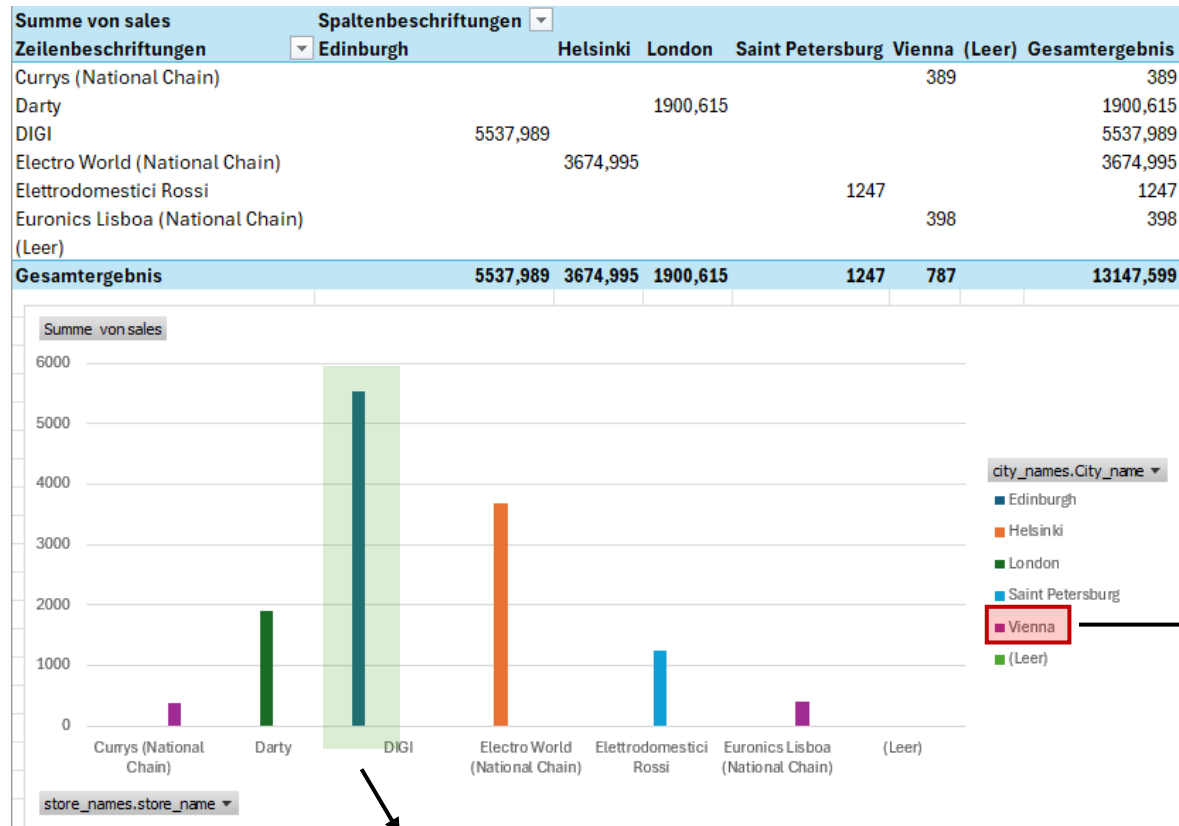 Summe von sales Spaltenbeschriftungen
Zeilenbeschriftungen Edinburgh Helsinki London Saint Petersburg Vienna (Leer) Gesamtergebnis
Currys (National Chain) 389 389
Darty 1900,615 1900,615
DIGI 5537,989 5537,989
Electro World (National Chain) 3674,995 3674,995
Elettrodomestici Rossi 1247 1247
Euronics Lisboa (National Chain) 398 398
(Leer)
Gesamtergebnis 5537,989 3674,995 1900,615 1247 787 13147,599
Summe von sales
6000
5000
4000
3000
2000
1000
0
Currys (National Chain)
Darty
DIGI
Electro World (National Chain)
Elettrodomestici Rossi
Euronics Lisboa (National Chain)
(Leer)
store_names.store_name
city_names.City_name
Edinburgh
Helsinki
London
Saint Petersburg
Vienna
(Leer)